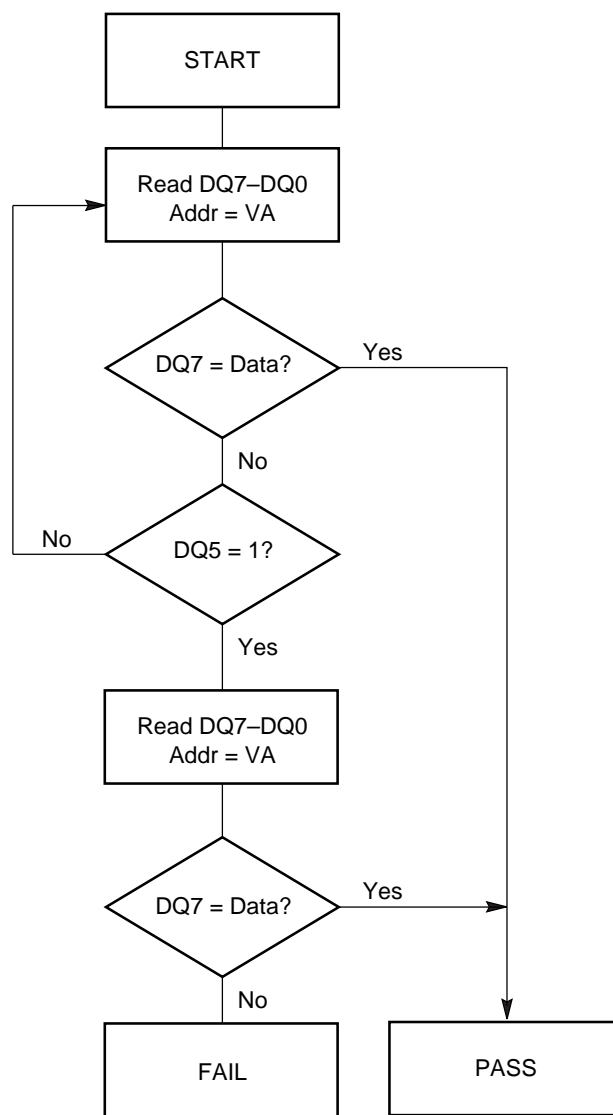 START
Read DQ7–DQ0
Addr = VA
DQ7 = Data?
Yes
No
No
DQ5 = 1?
Yes
Read DQ7–DQ0
Addr = VA
DQ7 = Data?
Yes
No
FAIL
PASS